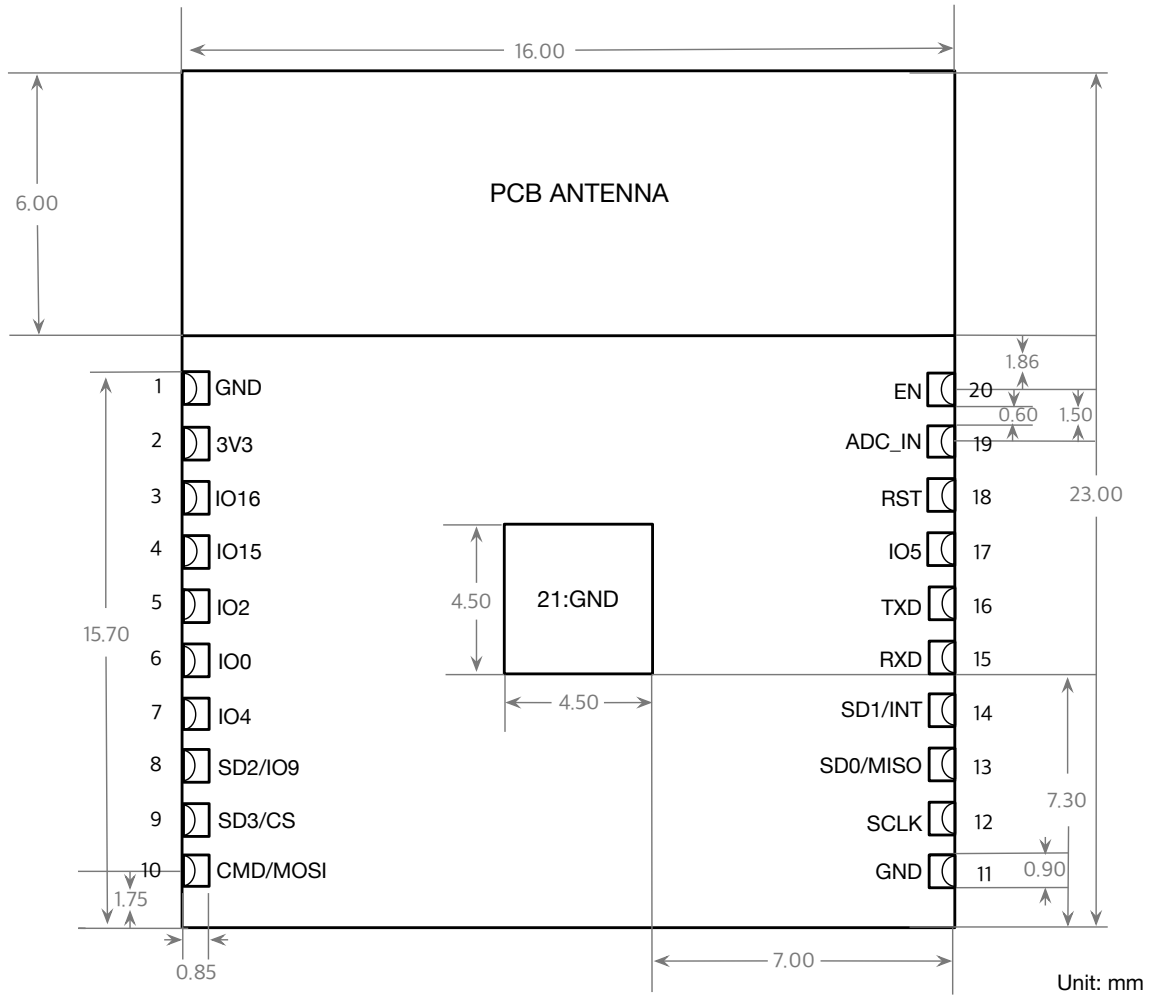 16.00
6.00
PCB ANTENNA
1.86
1 GND
EN 20
0.60 1.50
2 3V3
ADC_IN 19
3 IO16
RST 18
23.00
4 IO15
IO5 17
5 IO2
4.50
21:GND
TXD 16
15.70
6 IO0
RXD 15
4.50
7 IO4
SD1/INT 14
8 SD2/IO9
SD0/MISO 13
7.30
9 SD3/CS
SCLK 12
10 CMD/MOSI
GND 11
0.90
1.75
0.85
7.00
Unit: mm